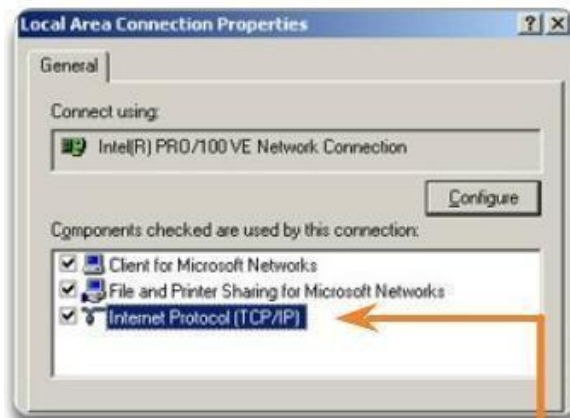 Local Area Connection Properties
General
Connect using:
Intel(R) PRO/100 VE Network Connection
Configure
Components checked are used by this connection:
Client for Microsoft Networks
File and Printer Sharing for Microsoft Networks
Internet Protocol (TCP/IP)